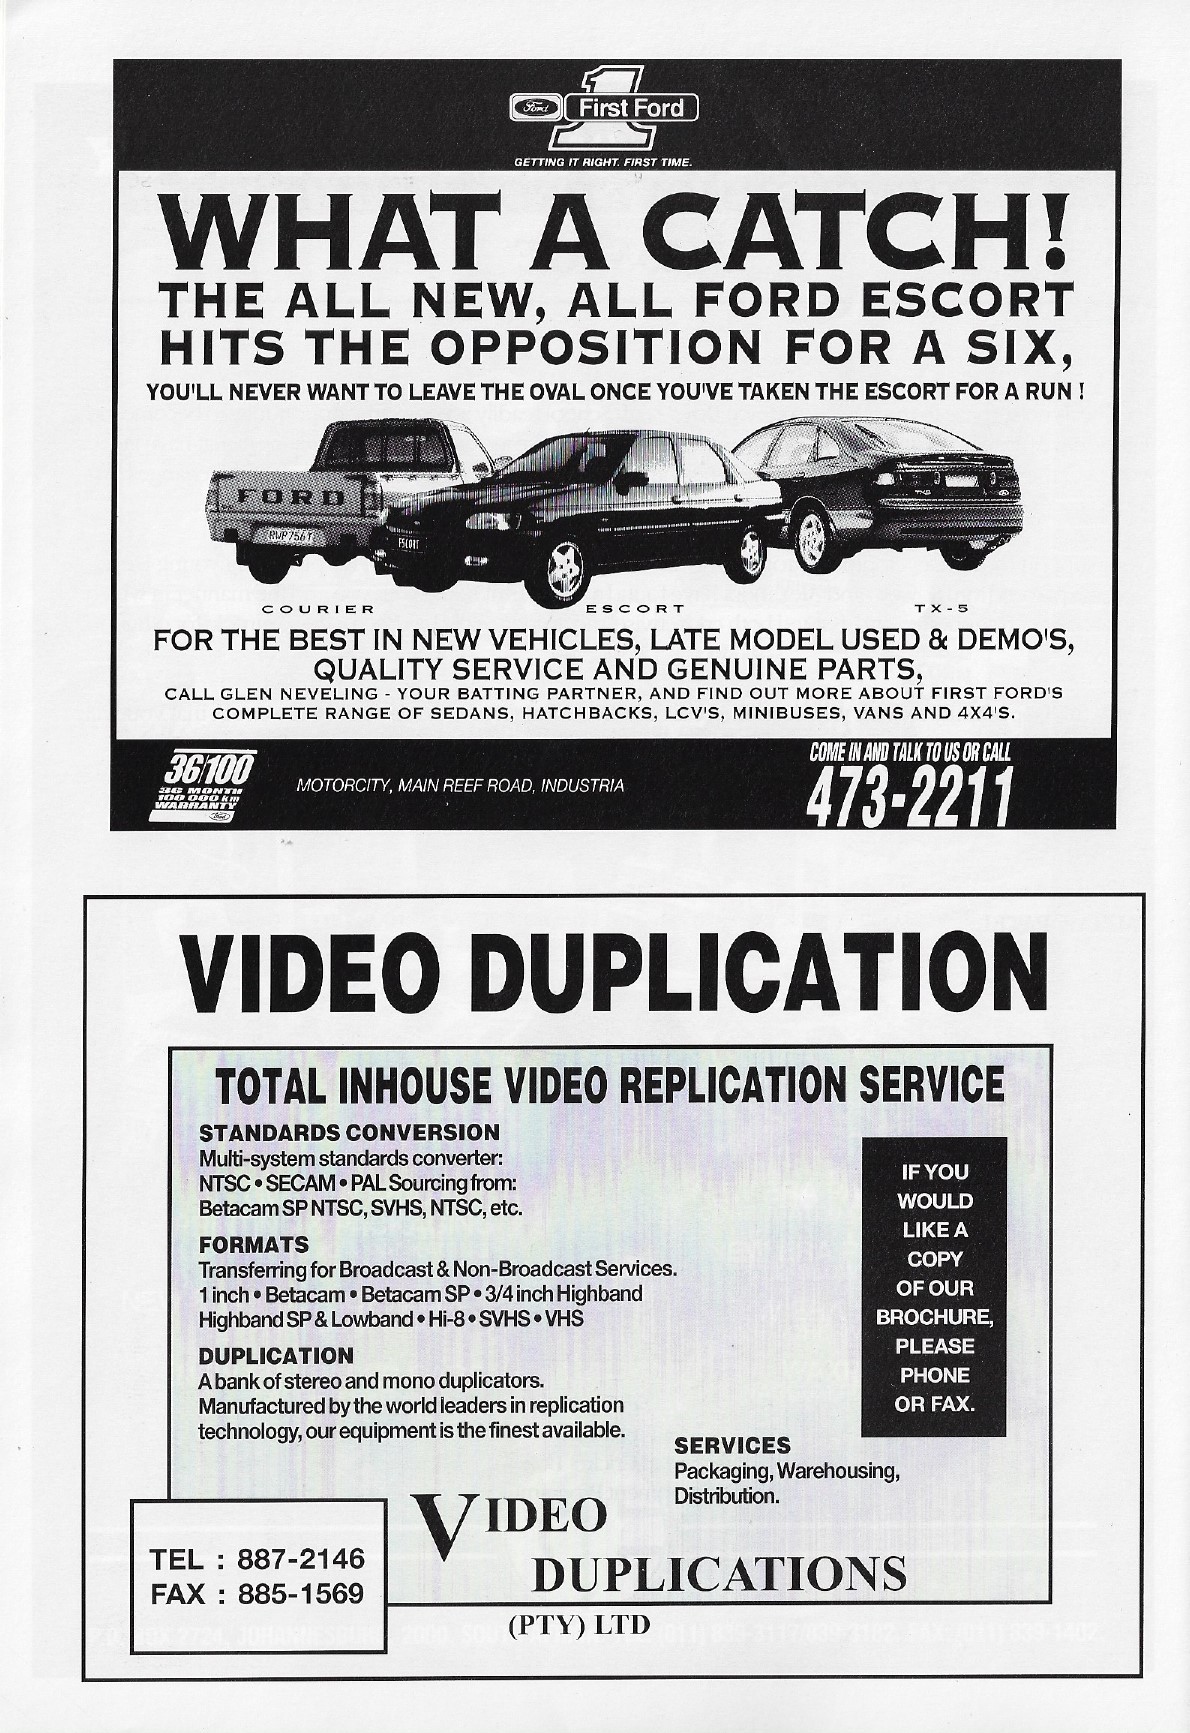 1
Ford First Ford
GETTING IT RIGHT. FIRST TIME.
WHAT A CATCH!
THE ALL NEW, ALL FORD ESCORT
HITS THE OPPOSITION FOR A SIX,
YOU'LL NEVER WANT TO LEAVE THE OVAL ONCE YOU'VE TAKEN THE ESCORT FOR A RUN !
FORD
RVP756T
ESCORT
COURIER ESCORT TX-5
FOR THE BEST IN NEW VEHICLES, LATE MODEL USED & DEMO'S,
QUALITY SERVICE AND GENUINE PARTS,
CALL GLEN NEVELING - YOUR BATTING PARTNER, AND FIND OUT MORE ABOUT FIRST FORD'S
COMPLETE RANGE OF SEDANS, HATCHBACKS, LCV'S, MINIBUSES, VANS AND 4X4'S.
36/100
36 MONTH
100 000 km
WARRANTY
Ford
MOTORCITY, MAIN REEF ROAD, INDUSTRIA
COME IN AND TALK TO US OR CALL
473-2211
VIDEO DUPLICATION
TOTAL INHOUSE VIDEO REPLICATION SERVICE
STANDARDS CONVERSION
Multi-system standards converter:
NTSC • SECAM • PAL Sourcing from:
Betacam SP NTSC, SVHS, NTSC, etc.
FORMATS
Transferring for Broadcast & Non-Broadcast Services.
1 inch • Betacam • Betacam SP • 3/4 inch Highband
Highband SP & Lowband • Hi-8 • SVHS • VHS
DUPLICATION
A bank of stereo and mono duplicators.
Manufactured by the world leaders in replication
technology, our equipment is the finest available.
IF YOU
WOULD
LIKE A
COPY
OF OUR
BROCHURE,
PLEASE
PHONE
OR FAX.
SERVICES
Packaging, Warehousing,
Distribution.
VIDEO
DUPLICATIONS
(PTY) LTD
TEL : 887-2146
FAX : 885-1569